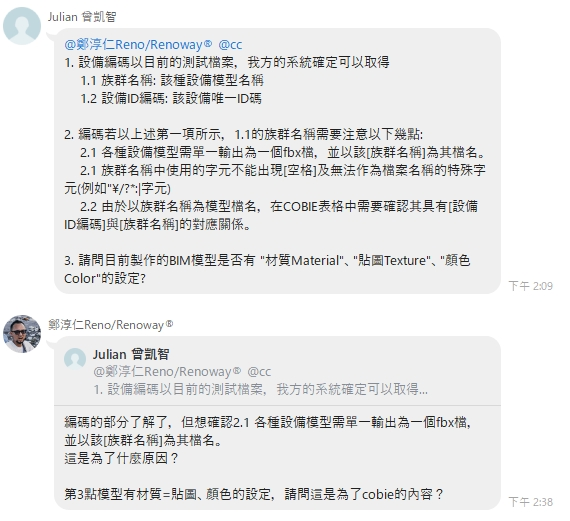 Julian 曾凱智
@鄭淳仁Reno/Renoway® @cc
1. 設備編碼以目前的測試檔案，我方的系統確定可以取得
1.1 族群名稱: 該種設備模型名稱
1.2 設備ID編碼: 該設備唯一ID碼
2. 編碼若以上述第一項所示，1.1的族群名稱需要注意以下幾點:
2.1 各種設備模型需單一輸出為一個fbx檔，並以該[族群名稱]為其檔名。
2.1 族群名稱中使用的字元不能出現[空格]及無法作為檔案名稱的特殊字
元(例如"¥/?*:|字元)
2.2 由於以族群名稱為模型檔名，在COBIE表格中需要確認其具有[設備
ID編碼]與[族群名稱]的對應關係。
3. 請問目前製作的BIM模型是否有 "材質Material"、"貼圖Texture"、"顏色
Color"的設定?
下午 2:09
鄭淳仁Reno/Renoway®
Julian 曾凱智
@鄭淳仁Reno/Renoway® @cc
1. 設備編碼以目前的測試檔案，我方的系統確定可以取得...
編碼的部分了解了，但想確認2.1 各種設備模型需單一輸出為一個fbx檔，
並以該[族群名稱]為其檔名。
這是為了什麼原因？
第3點模型有材質=貼圖、顏色的設定，請問這是為了cobie的內容？
下午 2:38